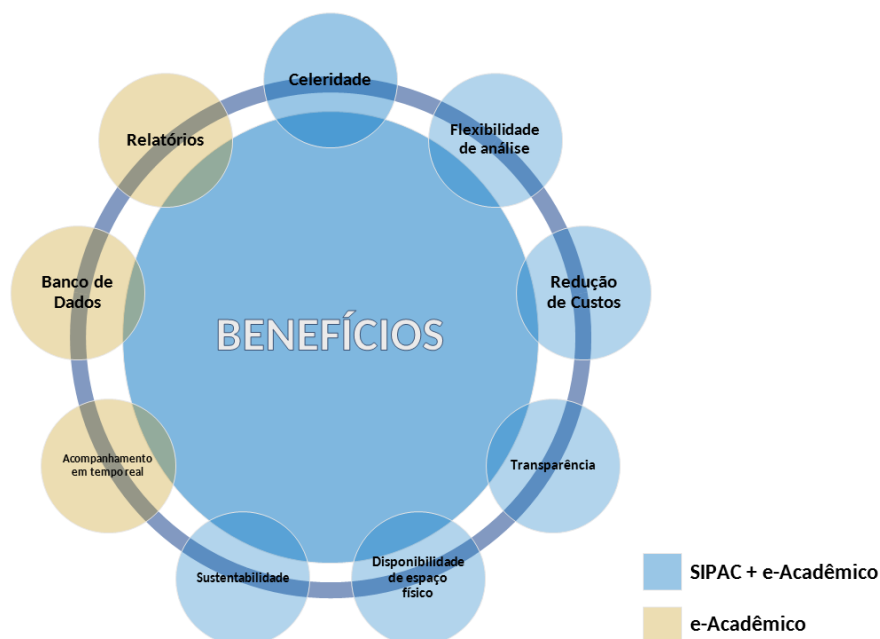 Celeridade
Flexibilidade
de análise
Redução
de Custos
Transparência
Disponibilidade
de espaço
físico
Sustentabilidade
Acompanhamento
em tempo real
Banco de
Dados
Relatórios
BENEFÍCIOS
SIPAC + e-Acadêmico
e-Acadêmico